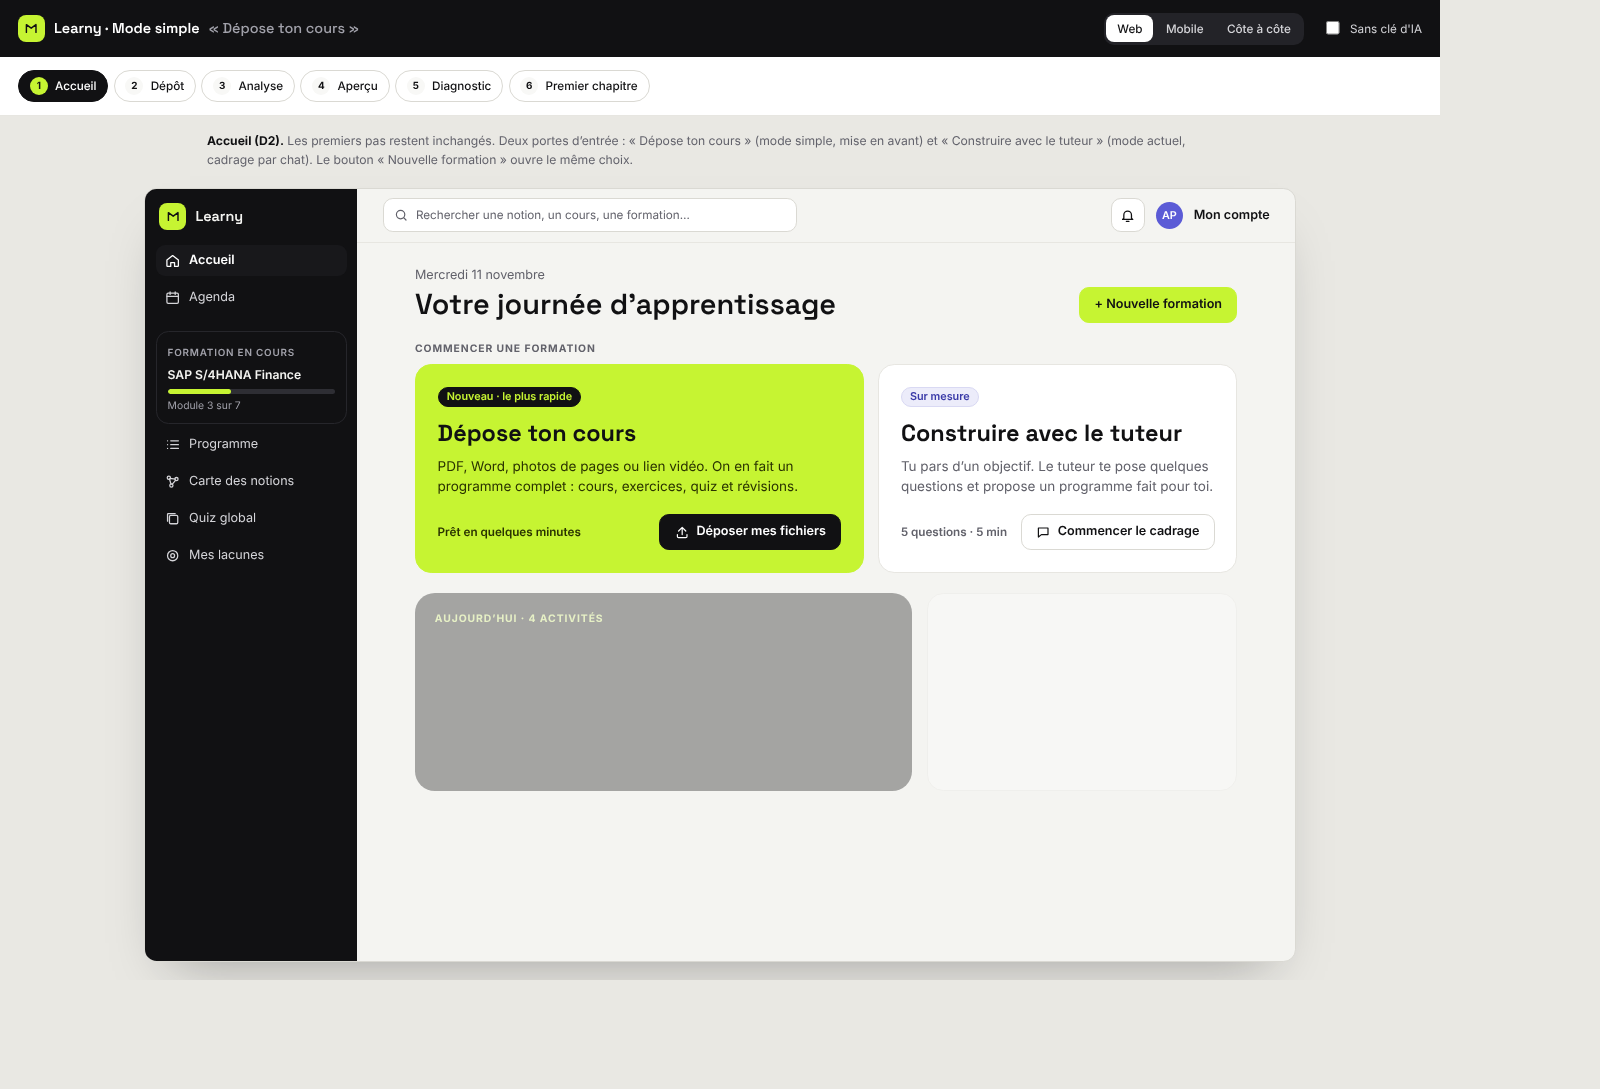 Learny · Mode simple « Dépose ton cours »
Web Mobile Côte à côte Sans clé d'IA
1 Accueil 2 Dépôt 3 Analyse 4 Aperçu 5 Diagnostic 6 Premier chapitre
Accueil (D2). Les premiers pas restent inchangés. Deux portes d’entrée : « Dépose ton cours » (mode simple, mise en avant) et « Construire avec le tuteur » (mode actuel,
cadrage par chat). Le bouton « Nouvelle formation » ouvre le même choix.
Learny
Accueil
Agenda
FORMATION EN COURS
SAP S/4HANA Finance
Module 3 sur 7
Programme
Carte des notions
Quiz global
Mes lacunes
Rechercher une notion, un cours, une formation...
AP Mon compte
Mercredi 11 novembre
Votre journée d’apprentissage
+ Nouvelle formation
COMMENCER UNE FORMATION
Nouveau · le plus rapide
Dépose ton cours
PDF, Word, photos de pages ou lien vidéo. On en fait un
programme complet : cours, exercices, quiz et révisions.
Prêt en quelques minutes
Déposer mes fichiers
Sur mesure
Construire avec le tuteur
Tu pars d’un objectif. Le tuteur te pose quelques
questions et propose un programme fait pour toi.
5 questions · 5 min
Commencer le cadrage
AUJOURD’HUI · 4 ACTIVITÉS